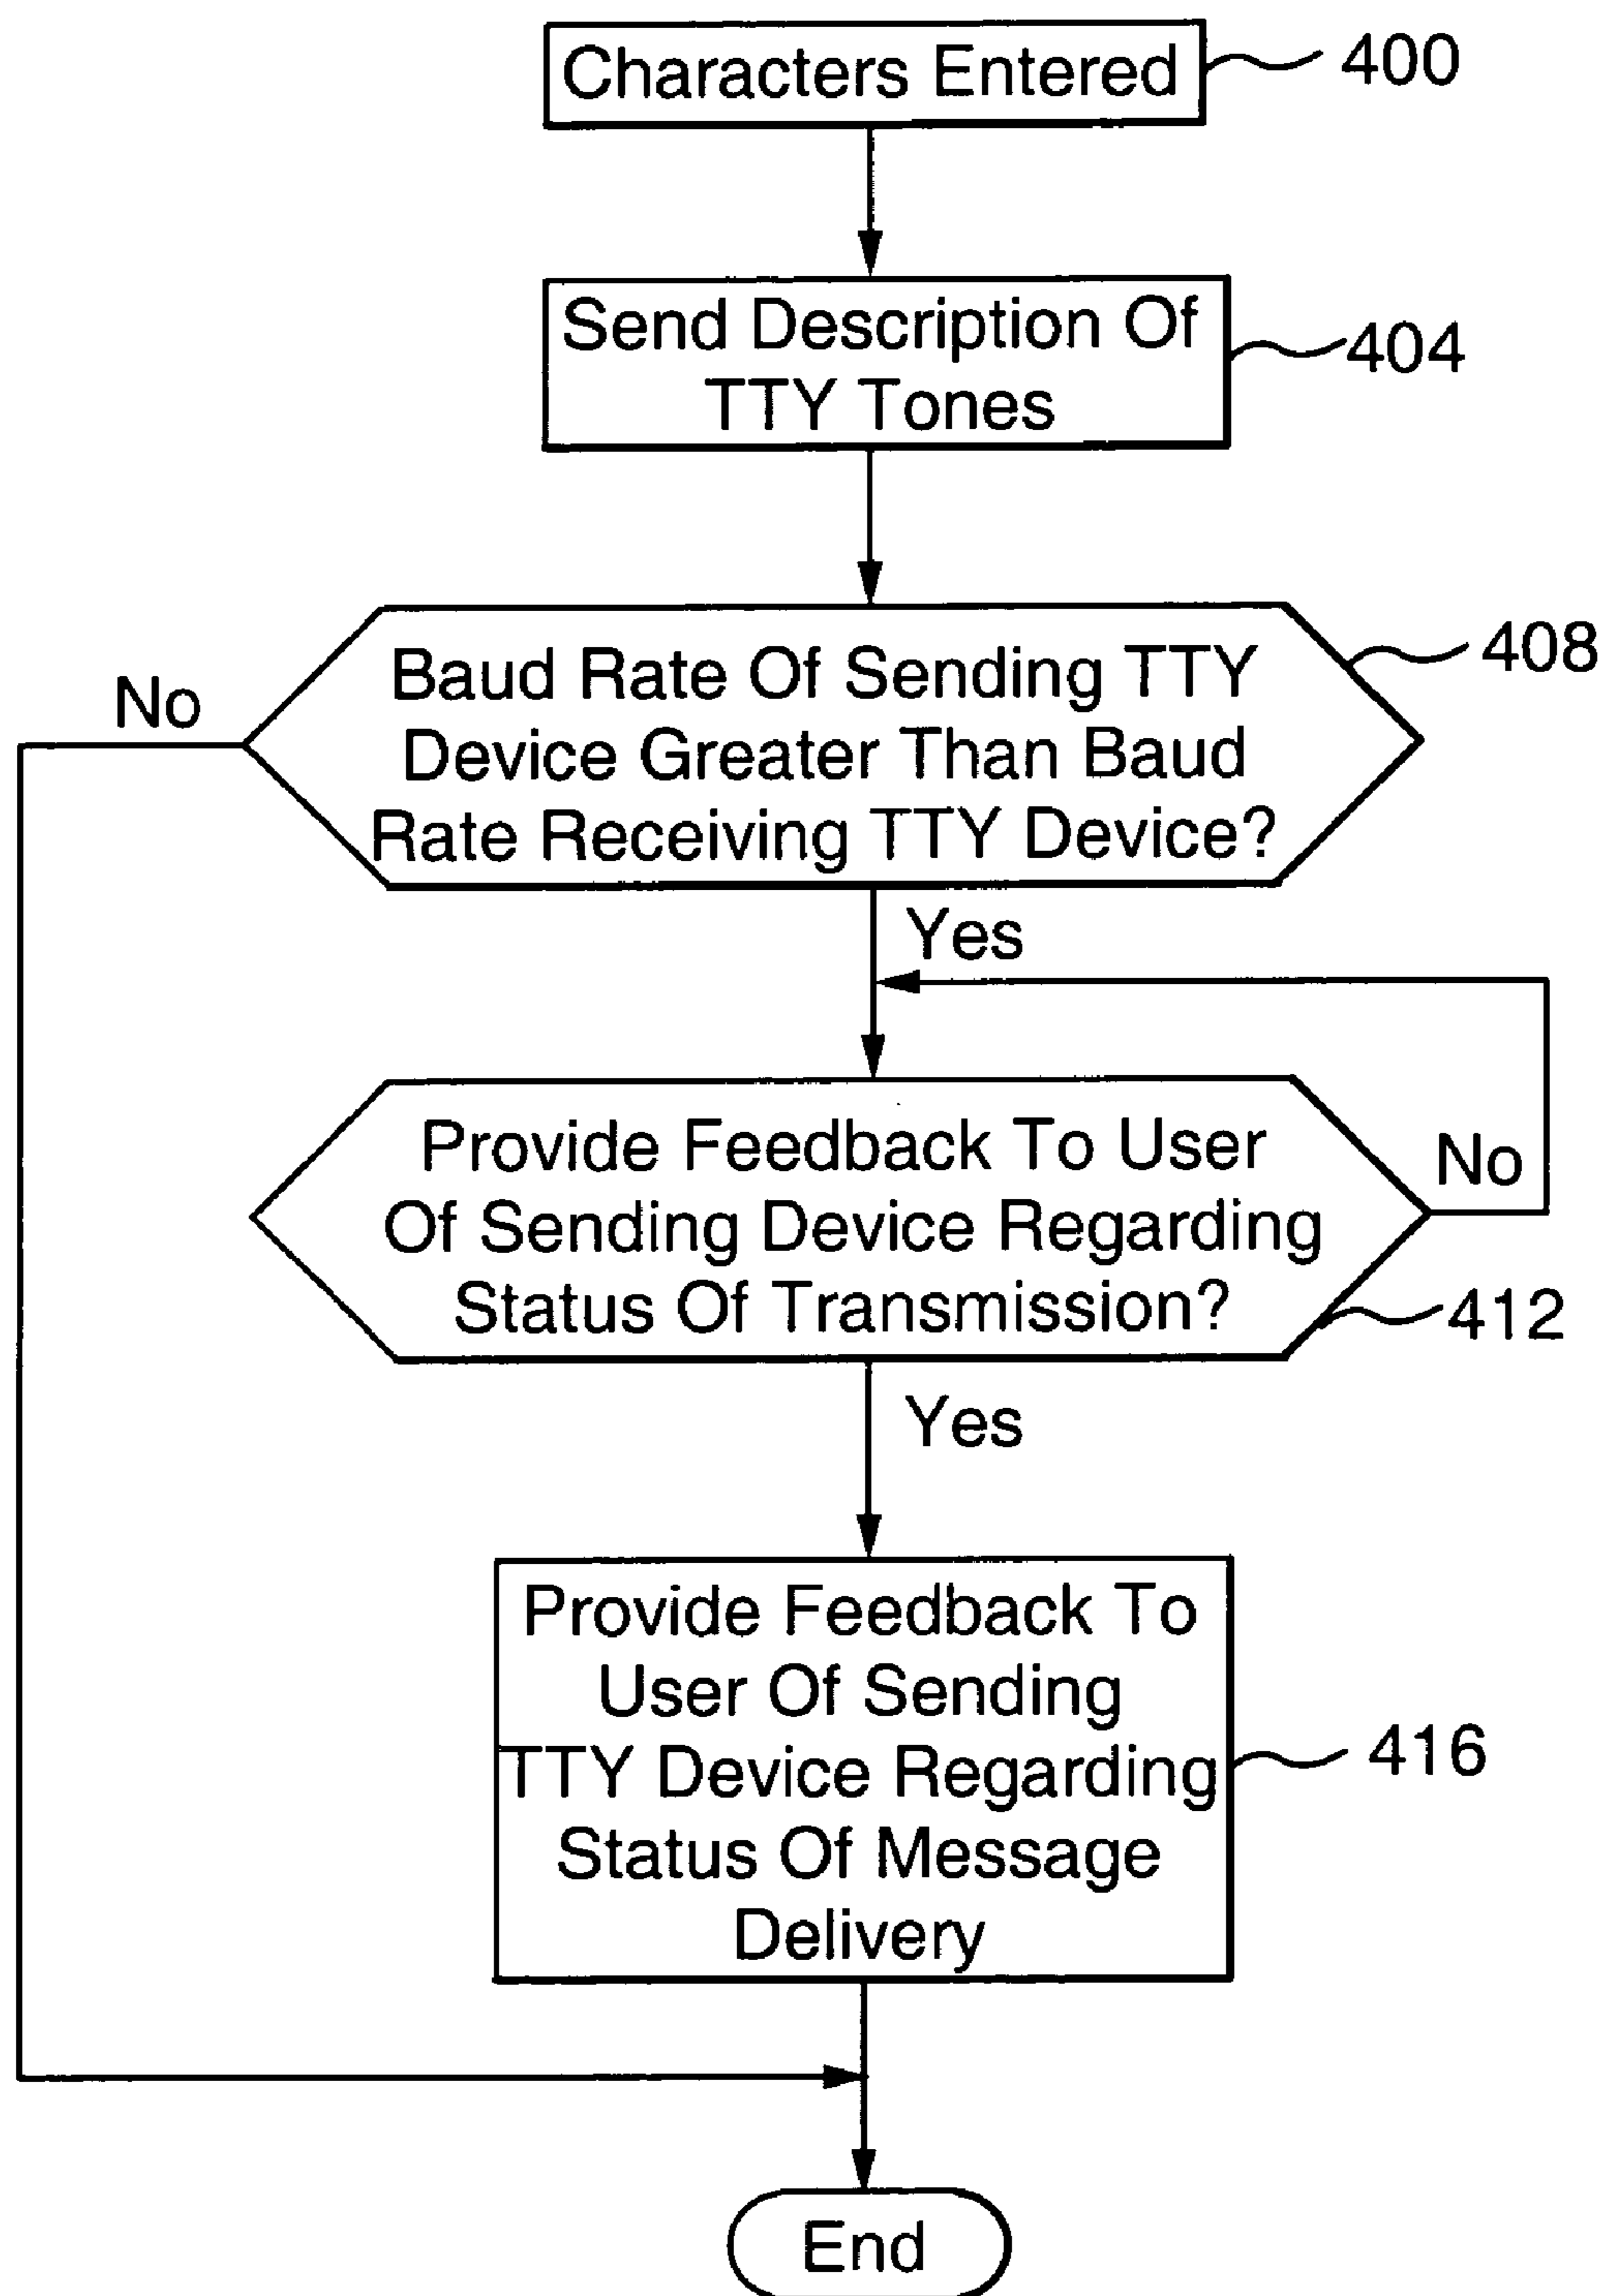 Characters Entered
400
Send Description Of
TTY Tones
404
Baud Rate Of Sending TTY
Device Greater Than Baud
Rate Receiving TTY Device?
408
No
Yes
Provide Feedback To User
Of Sending Device Regarding
Status Of Transmission?
No
412
Yes
Provide Feedback To
User Of Sending
TTY Device Regarding
Status Of Message
Delivery
416
End